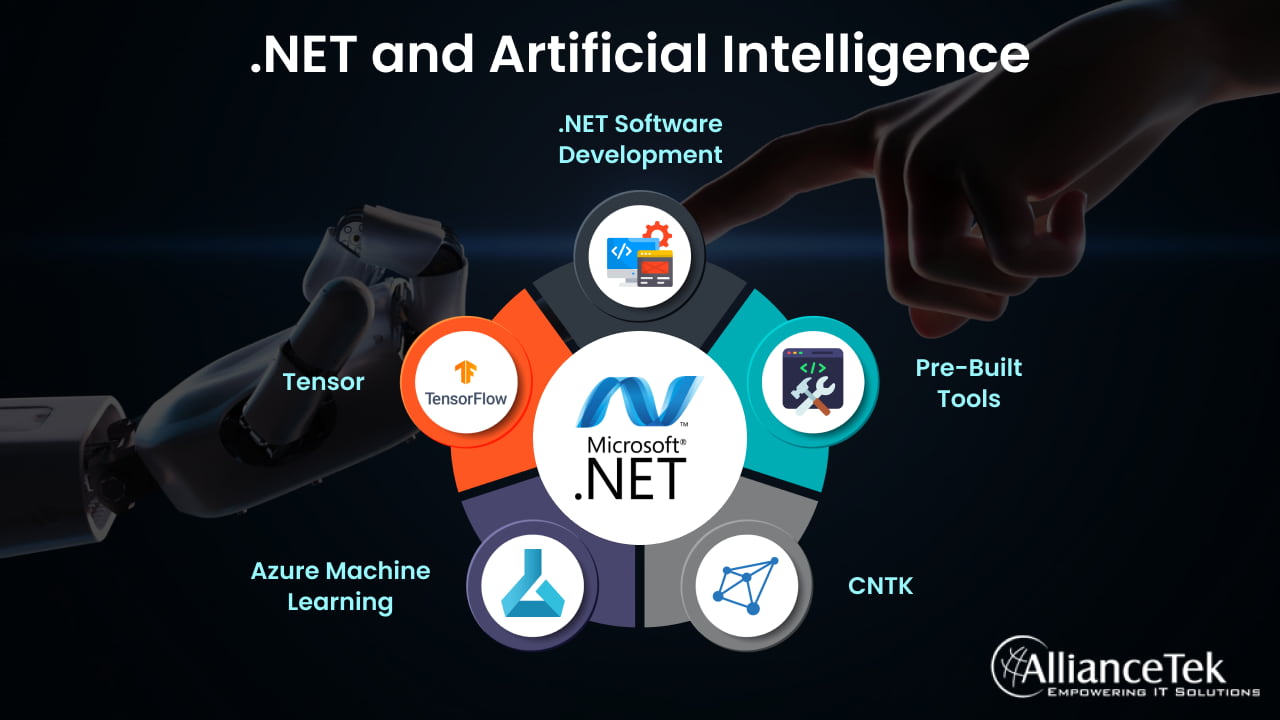 .NET and Artificial Intelligence
.NET Software
Development
</>
Tensor
TensorFlow
</>
Pre-Built
Tools
™
Microsoft®
.NET
Azure Machine
Learning
CNTK
AllianceTek
Empowering IT Solutions